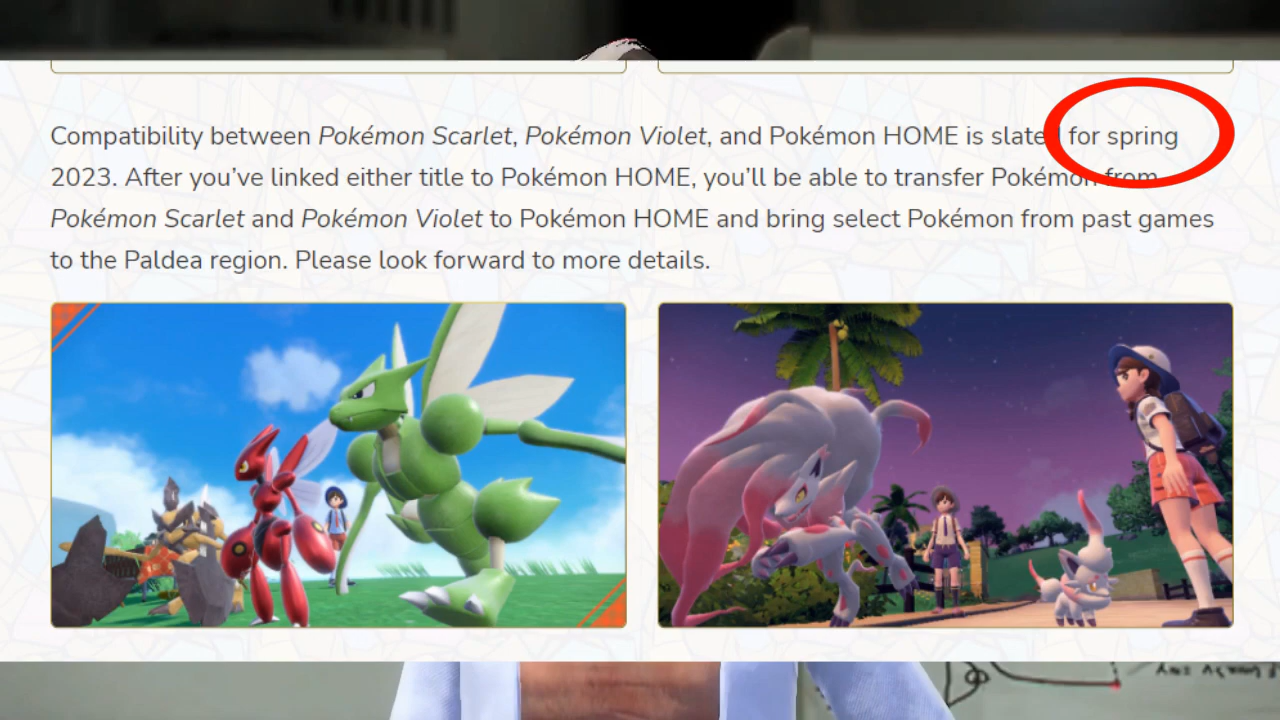 Compatibility between Pokémon Scarlet, Pokémon Violet, and Pokémon HOME is slated for spring
2023. After you’ve linked either title to Pokémon HOME, you’ll be able to transfer Pokémon from
Pokémon Scarlet and Pokémon Violet to Pokémon HOME and bring select Pokémon from past games
to the Paldea region. Please look forward to more details.